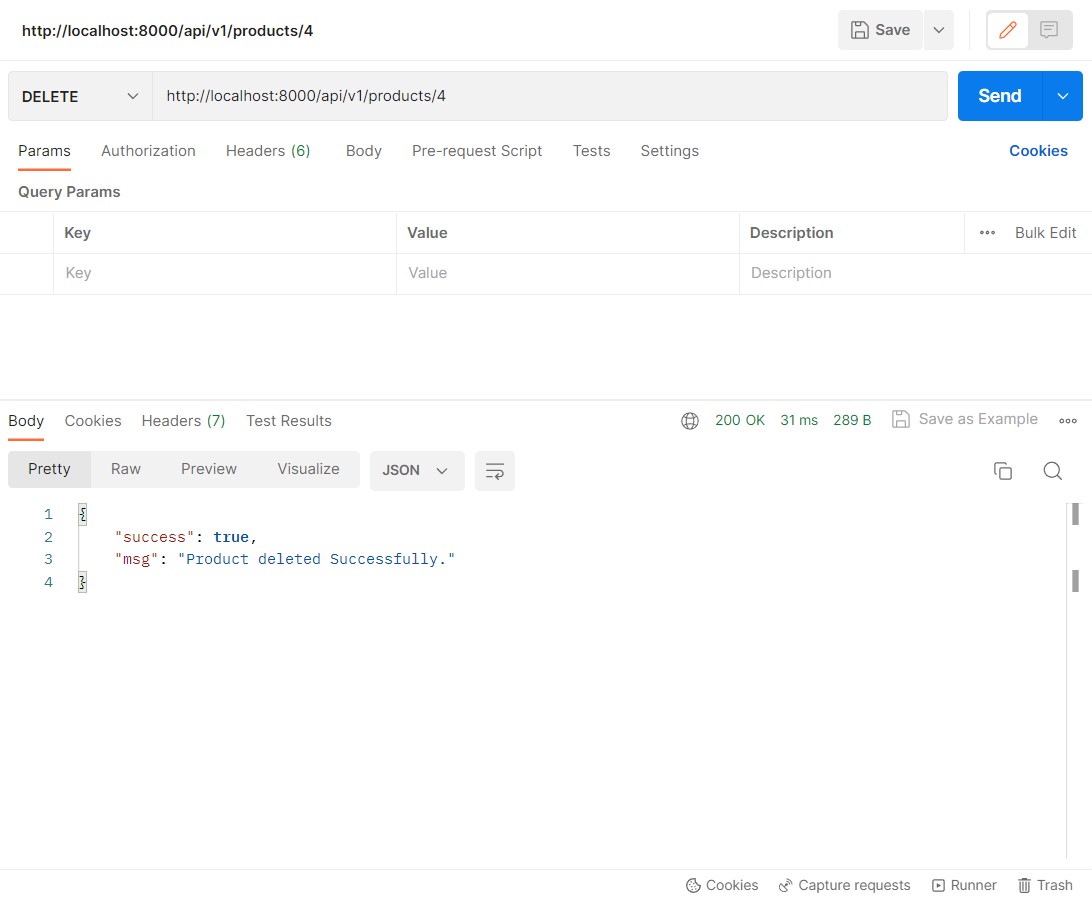 http://localhost:8000/api/v1/products/4 Save
DELETE http://localhost:8000/api/v1/products/4 Send
Params Authorization Headers (6) Body Pre-request Script Tests Settings Cookies
Query Params
Key Value Description Bulk Edit
Key Value Description
Body Cookies Headers (7) Test Results 200 OK 31 ms 289 B Save as Example
Pretty Raw Preview Visualize JSON
1 {
2 "success": true,
3 "msg": "Product deleted Successfully."
4 }
Cookies Capture requests Runner Trash